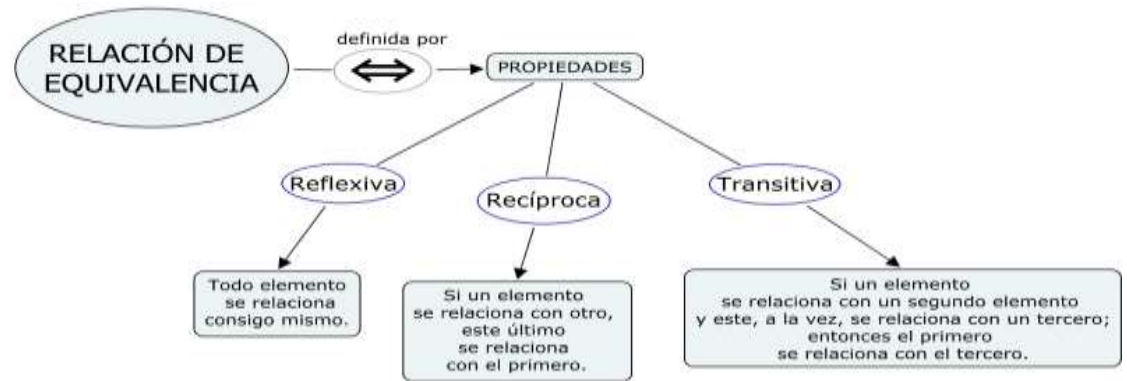 RELACIÓN DE
EQUIVALENCIA
definida por
PROPIEDADES
Reflexiva
Recíproca
Transitiva
Todo elemento
se relaciona
consigo mismo.
Si un elemento
se relaciona con otro,
este último
se relaciona
con el primero.
Si un elemento
se relaciona con un segundo elemento
y este, a la vez, se relaciona con un tercero;
entonces el primero
se relaciona con el tercero.